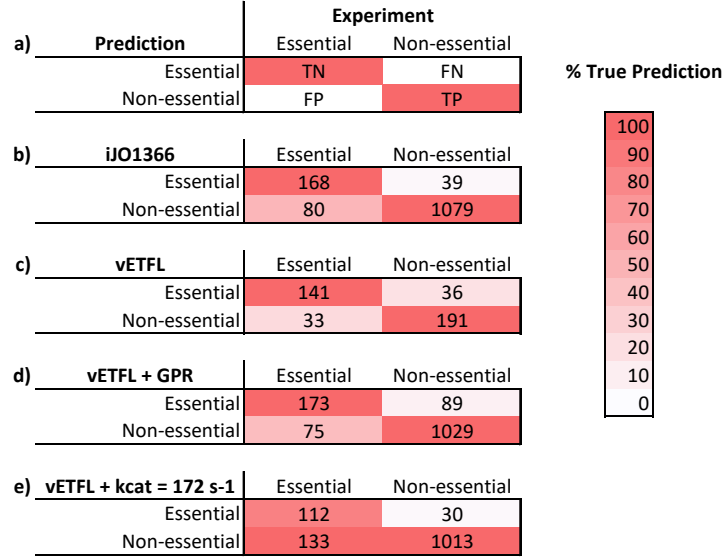 Experiment
a) Prediction Essential Non-essential
Essential TN FN
Non-essential FP TP
b) iJO1366 Essential Non-essential
Essential 168 39
Non-essential 80 1079
c) vETFL Essential Non-essential
Essential 141 36
Non-essential 33 191
d) vETFL + GPR Essential Non-essential
Essential 173 89
Non-essential 75 1029
e) vETFL + kcat = 172 s-1 Essential Non-essential
Essential 112 30
Non-essential 133 1013
% True Prediction
100
90
80
70
60
50
40
30
20
10
0